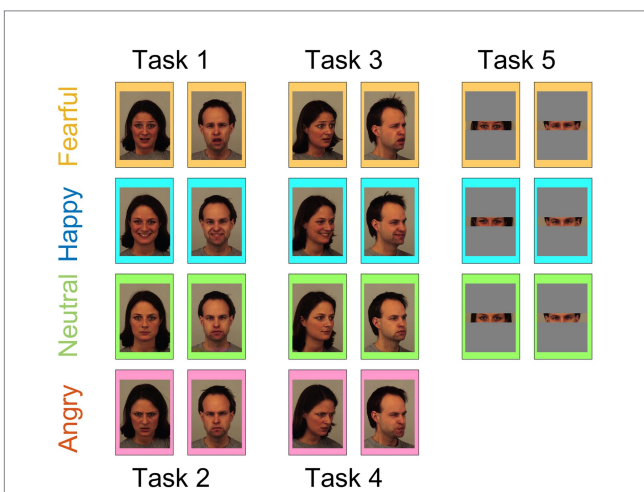 Task 1 Task 3 Task 5
Fearful
Happy
Neutral
Angry
Task 2 Task 4